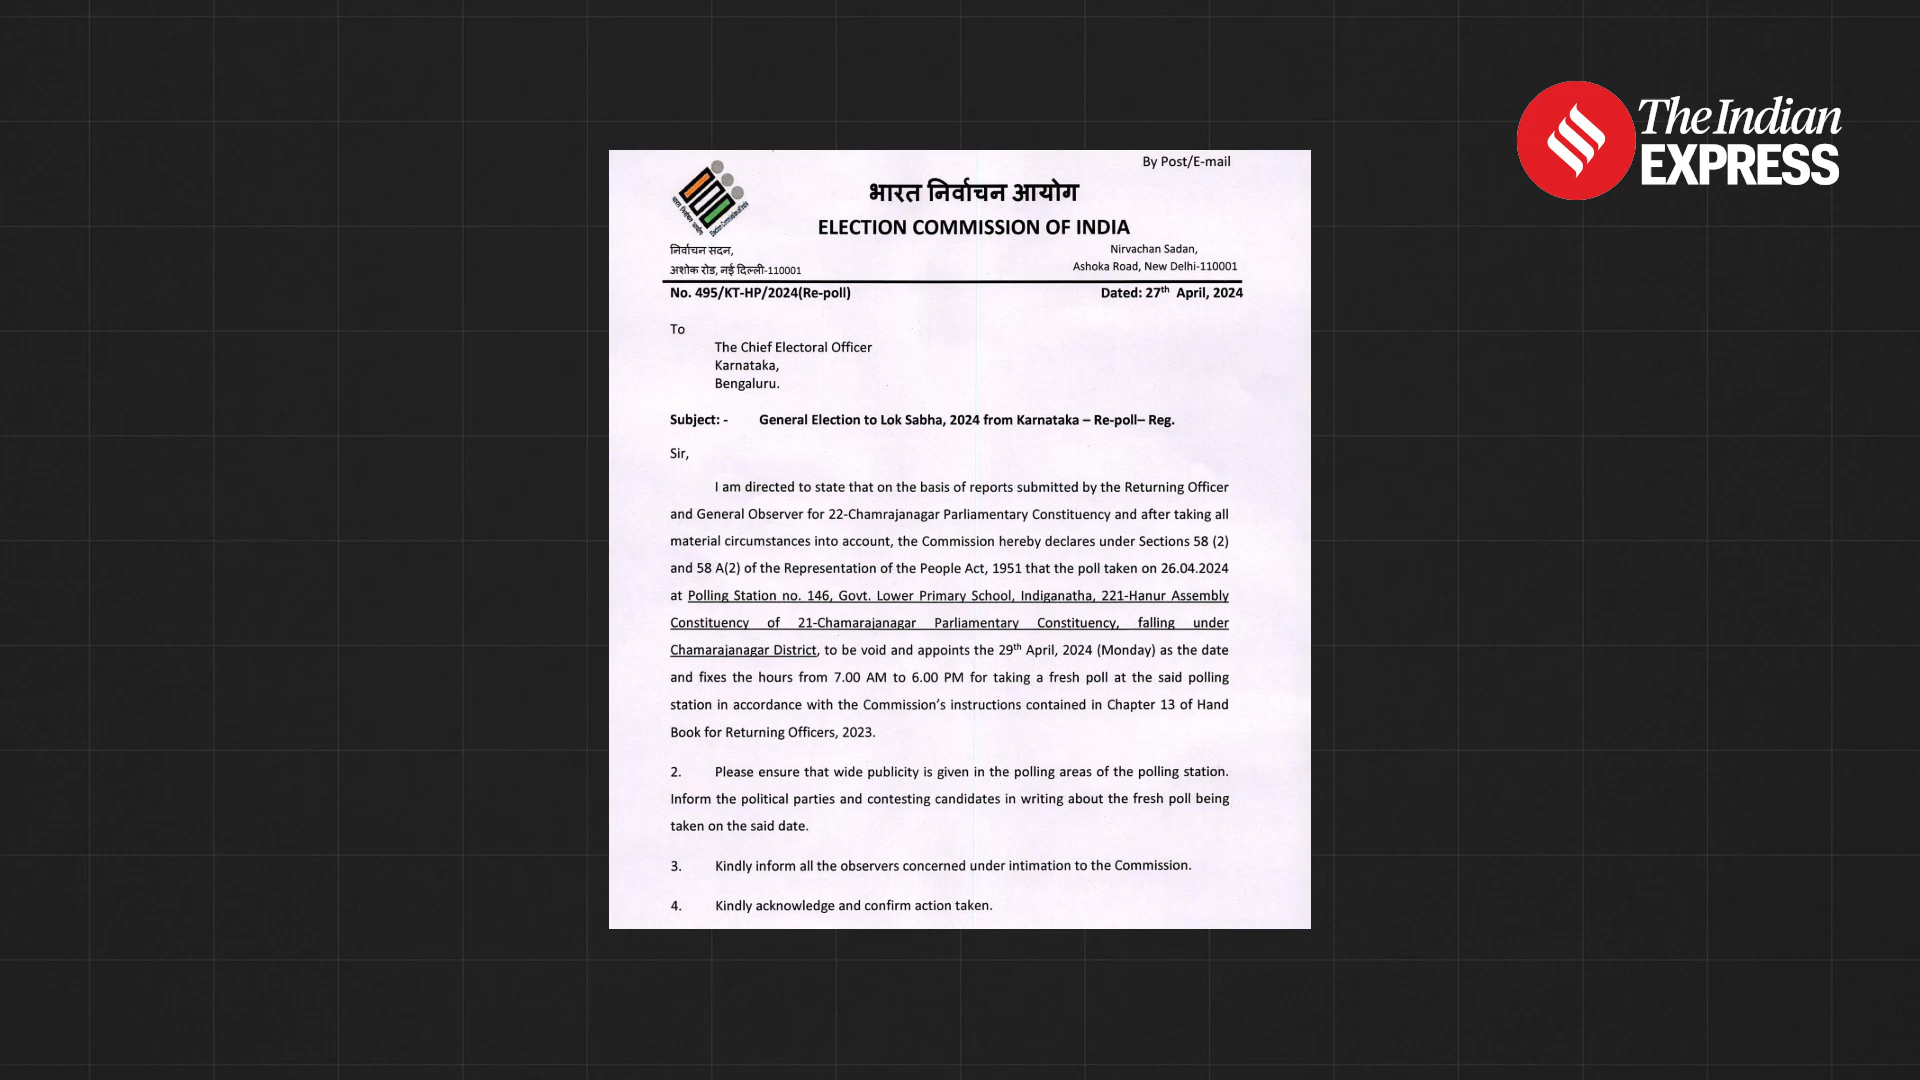 The Indian
EXPRESS
By Post/E-mail
भारत निर्वाचन आयोग
ELECTION COMMISSION OF INDIA
भारत निर्वाचन आयोग
Election Commission of India
निर्वाचन सदन,
अशोक रोड, नई दिल्ली-110001
Nirvachan Sadan,
Ashoka Road, New Delhi-110001
No. 495/KT-HP/2024(Re-poll)
Dated: 27th April, 2024
To
The Chief Electoral Officer
Karnataka,
Bengaluru.
Subject: - General Election to Lok Sabha, 2024 from Karnataka – Re-poll– Reg.
Sir,
I am directed to state that on the basis of reports submitted by the Returning Officer
and General Observer for 22-Chamrajanagar Parliamentary Constituency and after taking all
material circumstances into account, the Commission hereby declares under Sections 58 (2)
and 58 A(2) of the Representation of the People Act, 1951 that the poll taken on 26.04.2024
at Polling Station no. 146, Govt. Lower Primary School, Indiganatha, 221-Hanur Assembly
Constituency of 21-Chamarajanagar Parliamentary Constituency, falling under
Chamarajanagar District, to be void and appoints the 29th April, 2024 (Monday) as the date
and fixes the hours from 7.00 AM to 6.00 PM for taking a fresh poll at the said polling
station in accordance with the Commission’s instructions contained in Chapter 13 of Hand
Book for Returning Officers, 2023.
2. Please ensure that wide publicity is given in the polling areas of the polling station.
Inform the political parties and contesting candidates in writing about the fresh poll being
taken on the said date.
3. Kindly inform all the observers concerned under intimation to the Commission.
4. Kindly acknowledge and confirm action taken.